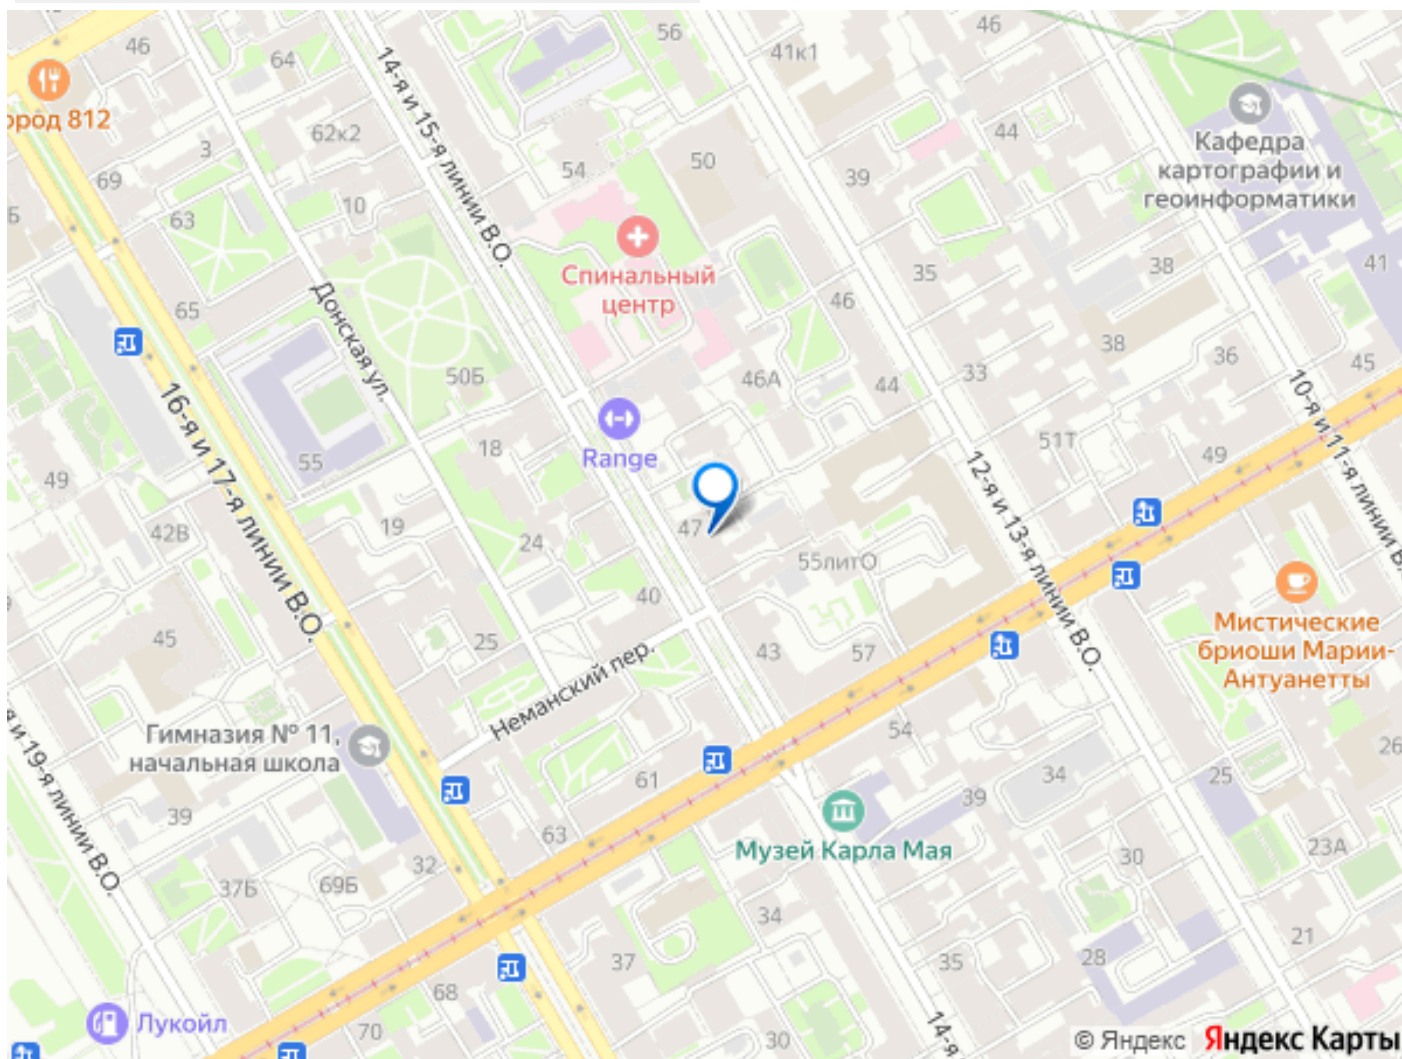 46
64
56
41к1
46
ород 812
62к2
3
54
50
44
39
Кафедра
картографии и
геоинформатики
69
63
10
14-я и 15-я линии В.О.
Спинальный
центр
35
38
41
65
Донская ул.
46
38
36
45
50Б
46А
44
33
16-я и 17-я линии В.О.
Range
18
51Т
49
10-я и 11-я линии В.
55
49
42В
19
24
47
55литО
12-я и 13-я линии В.О.
40
45
25
Неманский пер.
43
57
Мистические
бриоши Марии-
Антуанетты
Гимназия № 11,
начальная школа
я и 19-я линии В.О.
61
54
34
25
26
39
63
39
Музей Карла Мая
32
37Б
69Б
30
23А
34
37
35
28
21
68
Лукойл
70
30
14-я
© Яндекс Яндекс Карты